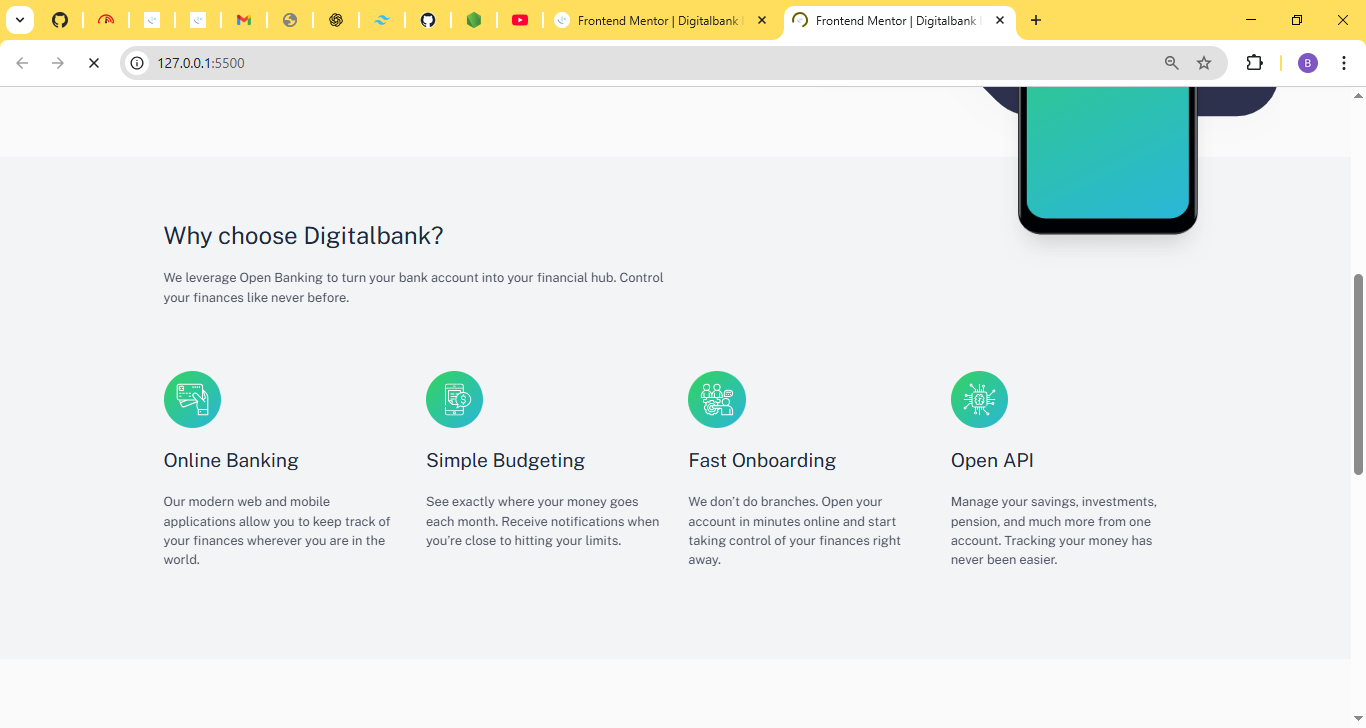 Frontend Mentor | Digitalbank
Frontend Mentor | Digitalbank
127.0.0.1:5500
B
Why choose Digitalbank?
We leverage Open Banking to turn your bank account into your financial hub. Control
your finances like never before.
Online Banking
Our modern web and mobile
applications allow you to keep track of
your finances wherever you are in the
world.
Simple Budgeting
See exactly where your money goes
each month. Receive notifications when
you’re close to hitting your limits.
Fast Onboarding
We don’t do branches. Open your
account in minutes online and start
taking control of your finances right
away.
Open API
Manage your savings, investments,
pension, and much more from one
account. Tracking your money has
never been easier.